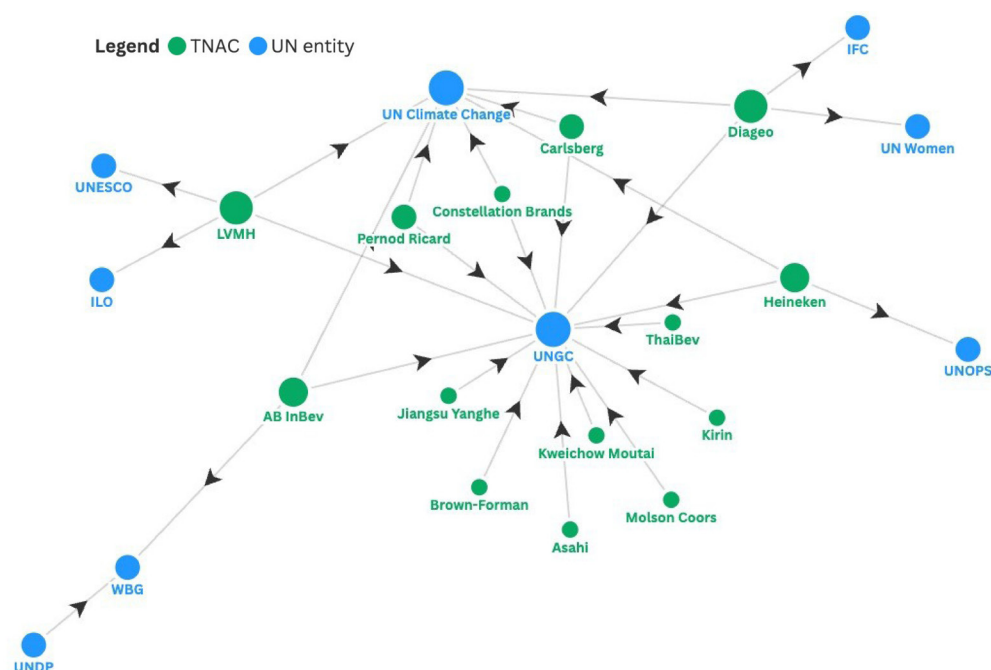 Legend TNAC UN entity
IFC
UN Climate Change
Diageo
UN Women
Carlsberg
UNESCO
LVMH
Constellation Brands
Pernod Ricard
ILO
Heineken
ThaiBev
UNGC
UNOPS
AB InBev
Jiangsu Yanghe
Kirin
Kweichow Moutai
Brown-Forman
Molson Coors
Asahi
WBG
UNDP